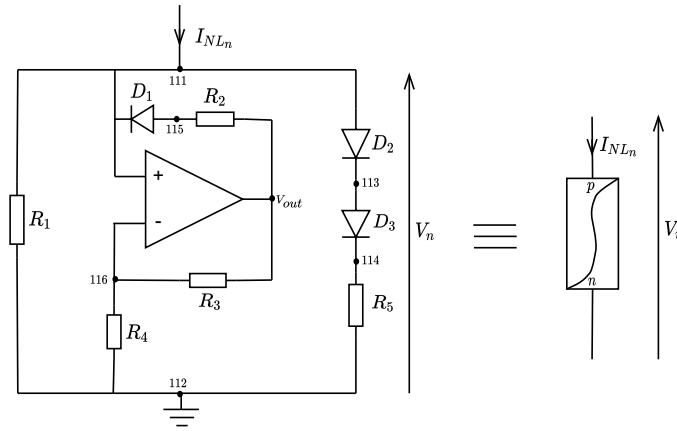 I_{NL_n}
111
D_1
R_2
115
D_2
+
R_1
V_{out}
113
-
D_3
V_n
116
R_3
114
R_4
R_5
112
I_{NL_n}
p
n